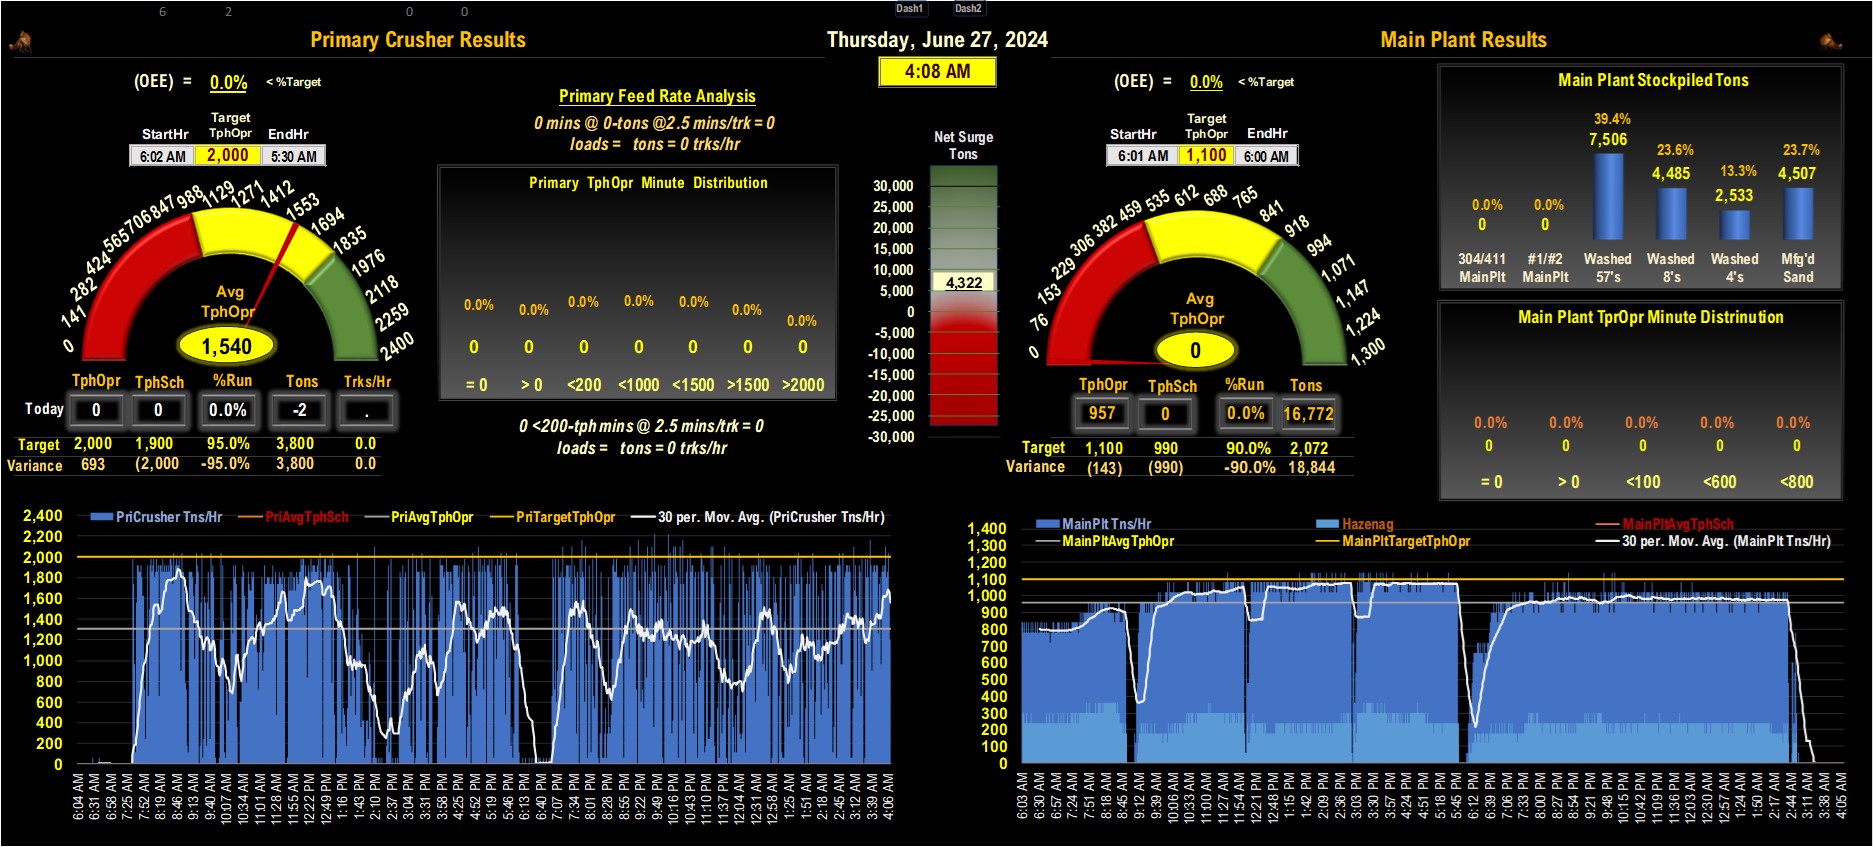 6 2 0 0 Dash1 Dash2
Primary Crusher Results
Thursday, June 27, 2024
Main Plant Results
4:08 AM
(OEE) = 0.0% < %Target
Target
StartHr TphOpr EndHr
6:02 AM 2,000 5:30 AM
0 141 282 424 565 706 847 988 1129 1271 1412 1553 1694 1835 1976 2118 2259 2400
Avg
TphOpr
1,540
TphOpr TphSch %Run Tons Trks/Hr
Today 0 0 0.0% -2 .
Target 2,000 1,900 95.0% 3,800 0.0
Variance 693 (2,000 -95.0% 3,800 0.0
Primary Feed Rate Analysis
0 mins @ 0-tons @2.5 mins/trk = 0
loads = tons = 0 trks/hr
Primary TphOpr Minute Distribution
0.0% 0.0% 0.0% 0.0% 0.0% 0.0% 0.0%
0 0 0 0 0 0 0
= 0 > 0 <200 <1000 <1500 >1500 >2000
0 <200-tph mins @ 2.5 mins/trk = 0
loads = tons = 0 trks/hr
Net Surge
Tons
30,000
25,000
20,000
15,000
10,000
4,322
5,000
0
-5,000
-10,000
-15,000
-20,000
-25,000
-30,000
(OEE) = 0.0% < %Target
Target
StartHr TphOpr EndHr
6:01 AM 1,100 6:00 AM
0 76 153 229 306 382 459 535 612 688 765 841 918 994 1,071 1,147 1,224 1,300
Avg
TphOpr
0
TphOpr TphSch %Run Tons
957 0 0.0% 16,772
Target 1,100 990 90.0% 2,072
Variance (143) (990) -90.0% 18,844
Main Plant Stockpiled Tons
0.0% 0.0% 39.4% 23.6% 13.3% 23.7%
0 0 7,506 4,485 2,533 4,507
304/411 #1/#2 Washed Washed Washed Mfg'd
MainPlt MainPlt 57's 8's 4's Sand
Main Plant TprOpr Minute Distrinution
0.0% 0.0% 0.0% 0.0% 0.0% 0.0%
0 0 0 0 0 0
= 0 > 0 <100 <600 <800
PriCrusher Tns/Hr PriAvgTphSch PriAvgTphOpr PriTargetTphOpr 30 per. Mov. Avg. (PriCrusher Tns/Hr)
2,400
2,200
2,000
1,800
1,600
1,400
1,200
1,000
800
600
400
200
0
6:04 AM 6:31 AM 6:58 AM 7:25 AM 7:52 AM 8:19 AM 8:46 AM 9:13 AM 9:40 AM 10:07 AM 10:34 AM 11:01 AM 11:28 AM 11:55 AM 12:22 PM 12:49 PM 1:16 PM 1:43 PM 2:10 PM 2:37 PM 3:04 PM 3:31 PM 3:58 PM 4:25 PM 4:52 PM 5:19 PM 5:46 PM 6:13 PM 6:40 PM 7:07 PM 7:34 PM 8:01 PM 8:28 PM 8:55 PM 9:22 PM 9:49 PM 10:16 PM 10:43 PM 11:10 PM 11:37 PM 12:04 AM 12:31 AM 12:58 AM 1:25 AM 1:51 AM 2:18 AM 2:45 AM 3:12 AM 3:39 AM 4:06 AM
MainPlt Tns/Hr Hazenag MainPltAvgTphSch
MainPltAvgTphOpr MainPltTargetTphOpr 30 per. Mov. Avg. (MainPlt Tns/Hr)
1,400
1,300
1,200
1,100
1,000
900
800
700
600
500
400
300
200
100
0
6:03 AM 6:30 AM 6:57 AM 7:24 AM 7:51 AM 8:18 AM 8:45 AM 9:12 AM 9:39 AM 10:06 AM 10:33 AM 11:00 AM 11:27 AM 11:54 AM 12:21 PM 12:48 PM 1:15 PM 1:42 PM 2:09 PM 2:36 PM 3:03 PM 3:30 PM 3:57 PM 4:24 PM 4:51 PM 5:18 PM 5:45 PM 6:12 PM 6:39 PM 7:06 PM 7:33 PM 8:00 PM 8:27 PM 8:54 PM 9:21 PM 9:48 PM 10:15 PM 10:42 PM 11:09 PM 11:36 PM 12:03 AM 12:30 AM 12:57 AM 1:24 AM 1:50 AM 2:17 AM 2:44 AM 3:11 AM 3:38 AM 4:05 AM